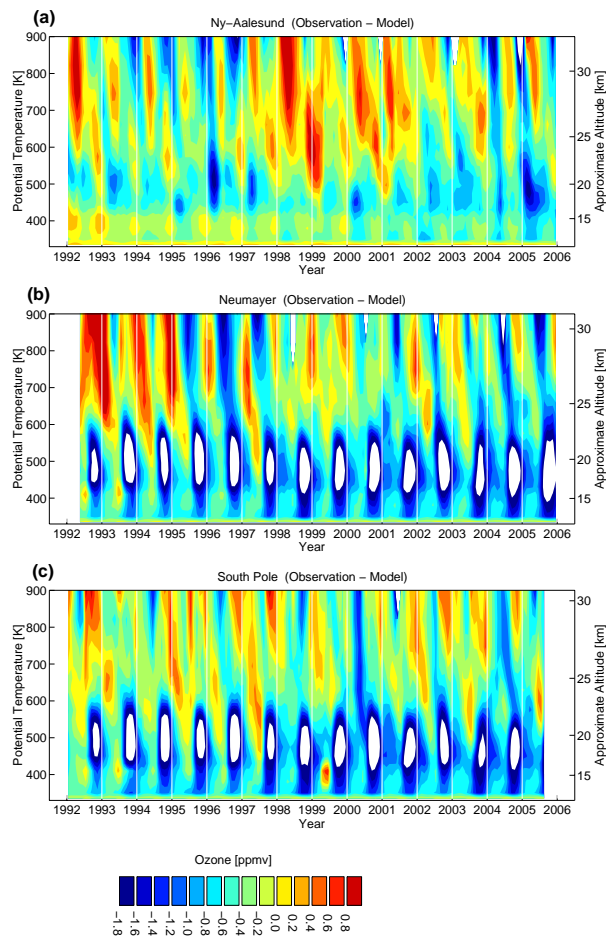 (a)
Ny−Aalesund (Observation − Model)
900
800
700
600
500
400
Potential Temperature [K]
30
25
20
15
Approximate Altitude [km]
1992 1993 1994 1995 1996 1997 1998 1999 2000 2001 2002 2003 2004 2005 2006
Year
(b)
Neumayer (Observation − Model)
900
800
700
600
500
400
Potential Temperature [K]
30
25
20
15
Approximate Altitude [km]
1992 1993 1994 1995 1996 1997 1998 1999 2000 2001 2002 2003 2004 2005 2006
Year
(c)
South Pole (Observation − Model)
900
800
700
600
500
400
Potential Temperature [K]
30
25
20
15
Approximate Altitude [km]
1992 1993 1994 1995 1996 1997 1998 1999 2000 2001 2002 2003 2004 2005 2006
Year
Ozone [ppmv]
−1.8 −1.6 −1.4 −1.2 −1.0 −0.8 −0.6 −0.4 −0.2 0.0 0.2 0.4 0.6 0.8